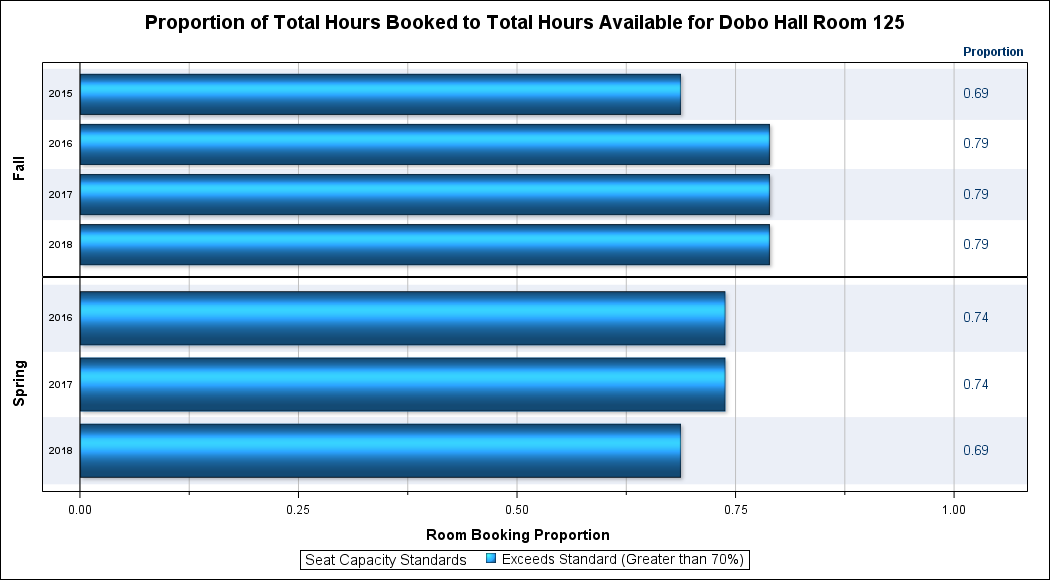 Proportion of Total Hours Booked to Total Hours Available for Dobo Hall Room 125
Proportion
Fall
2015 0.69
2016 0.79
2017 0.79
2018 0.79
Spring
2016 0.74
2017 0.74
2018 0.69
0.00 0.25 0.50 0.75 1.00
Room Booking Proportion
Seat Capacity Standards Exceeds Standard (Greater than 70%)